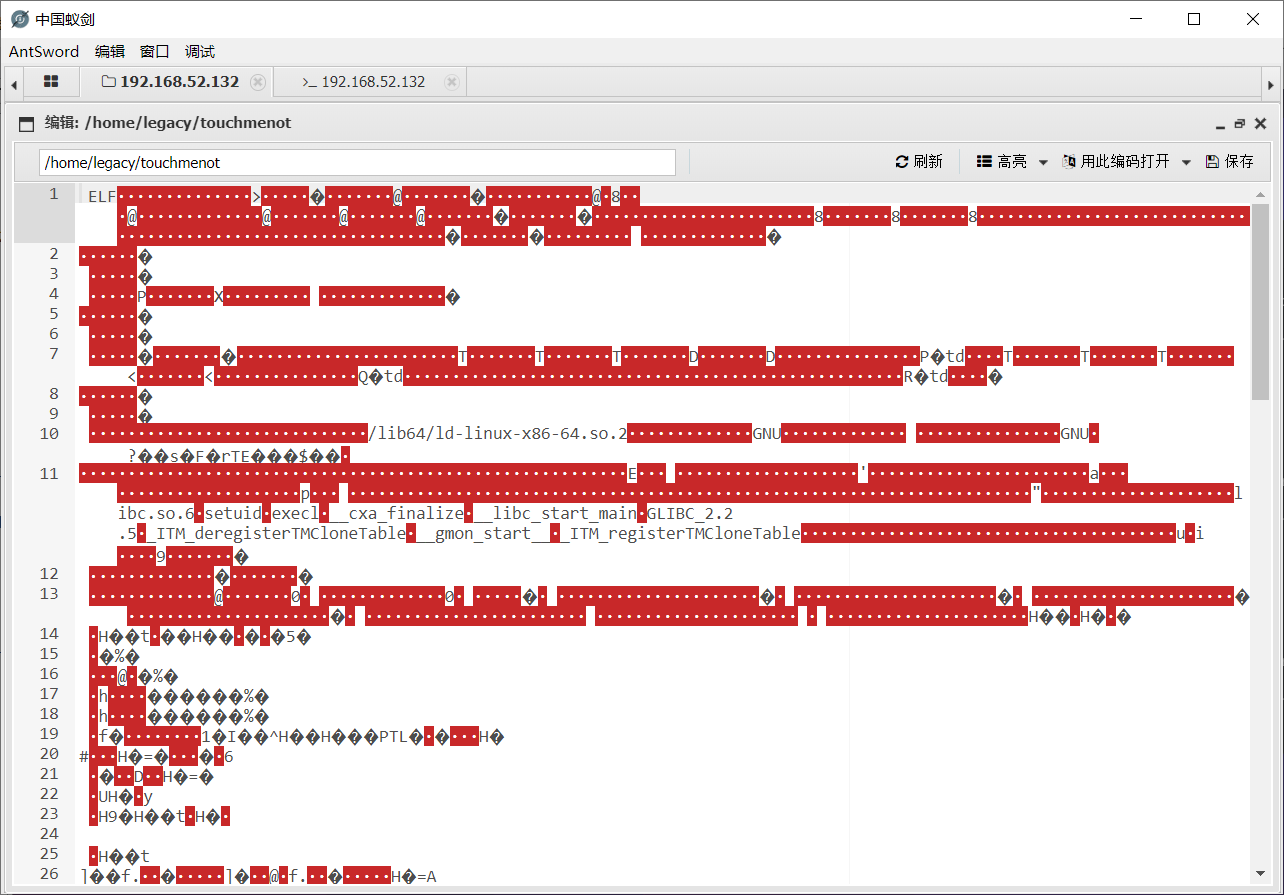 中国蚁剑
AntSword 编辑 窗口 调试
192.168.52.132 >_ 192.168.52.132
编辑: /home/legacy/touchmenot
/home/legacy/touchmenot 刷新 高亮 用此编码打开 保存
1 ELF > @ @ 8
@ @ @ @ 8 8 8
2
3
4 P X
5
6
7 T T T D D P td T T T
< < Q td R td
8
9
10 /lib64/ld-linux-x86-64.so.2 GNU GNU
? s F rTE $
11 E ' a
p " l
ibc.so.6 setuid execl __cxa_finalize __libc_start_main GLIBC_2.2
.5 _ITM_deregisterTMCloneTable __gmon_start__ _ITM_registerTMCloneTable u i
9
12
13 @ 0 0
H H
14 H t H 5
15 %
16 @ %
17 h %
18 h %
19 f 1 I ^H H PTL H
20 # H = 6
21 D H =
22 UH y
23 H9 H t H
24
25 H t
26 ] f. ] @ f. H =A